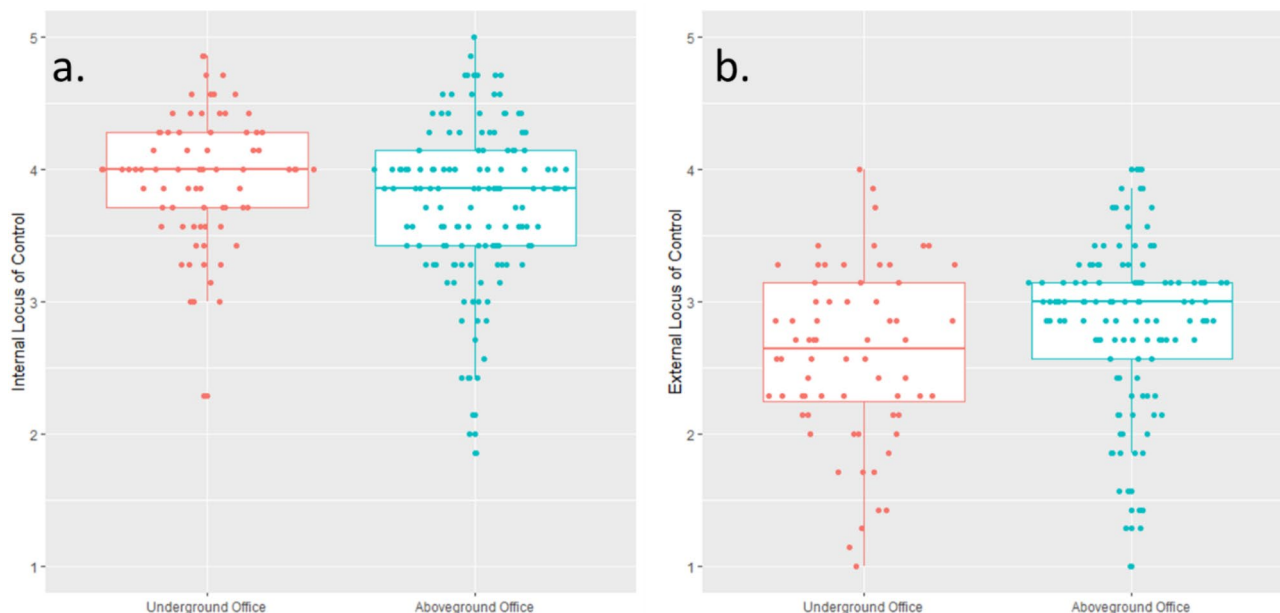 a.
Internal Locus of Control
5
4
3
2
1
Underground Office
Aboveground Office
b.
External Locus of Control
5
4
3
2
1
Underground Office
Aboveground Office